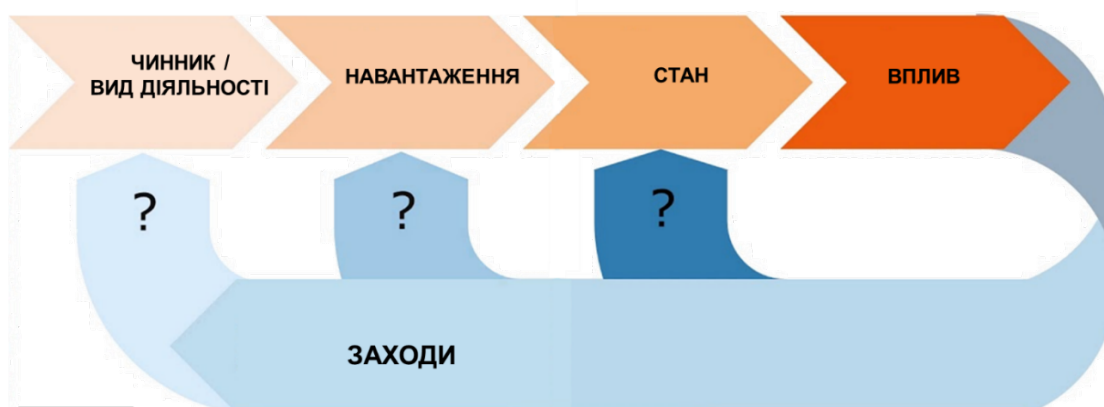 ЧИННИК /
ВИД ДІЯЛЬНОСТІ
НАВАНТАЖЕННЯ
СТАН
ВПЛИВ
?
?
?
ЗАХОДИ